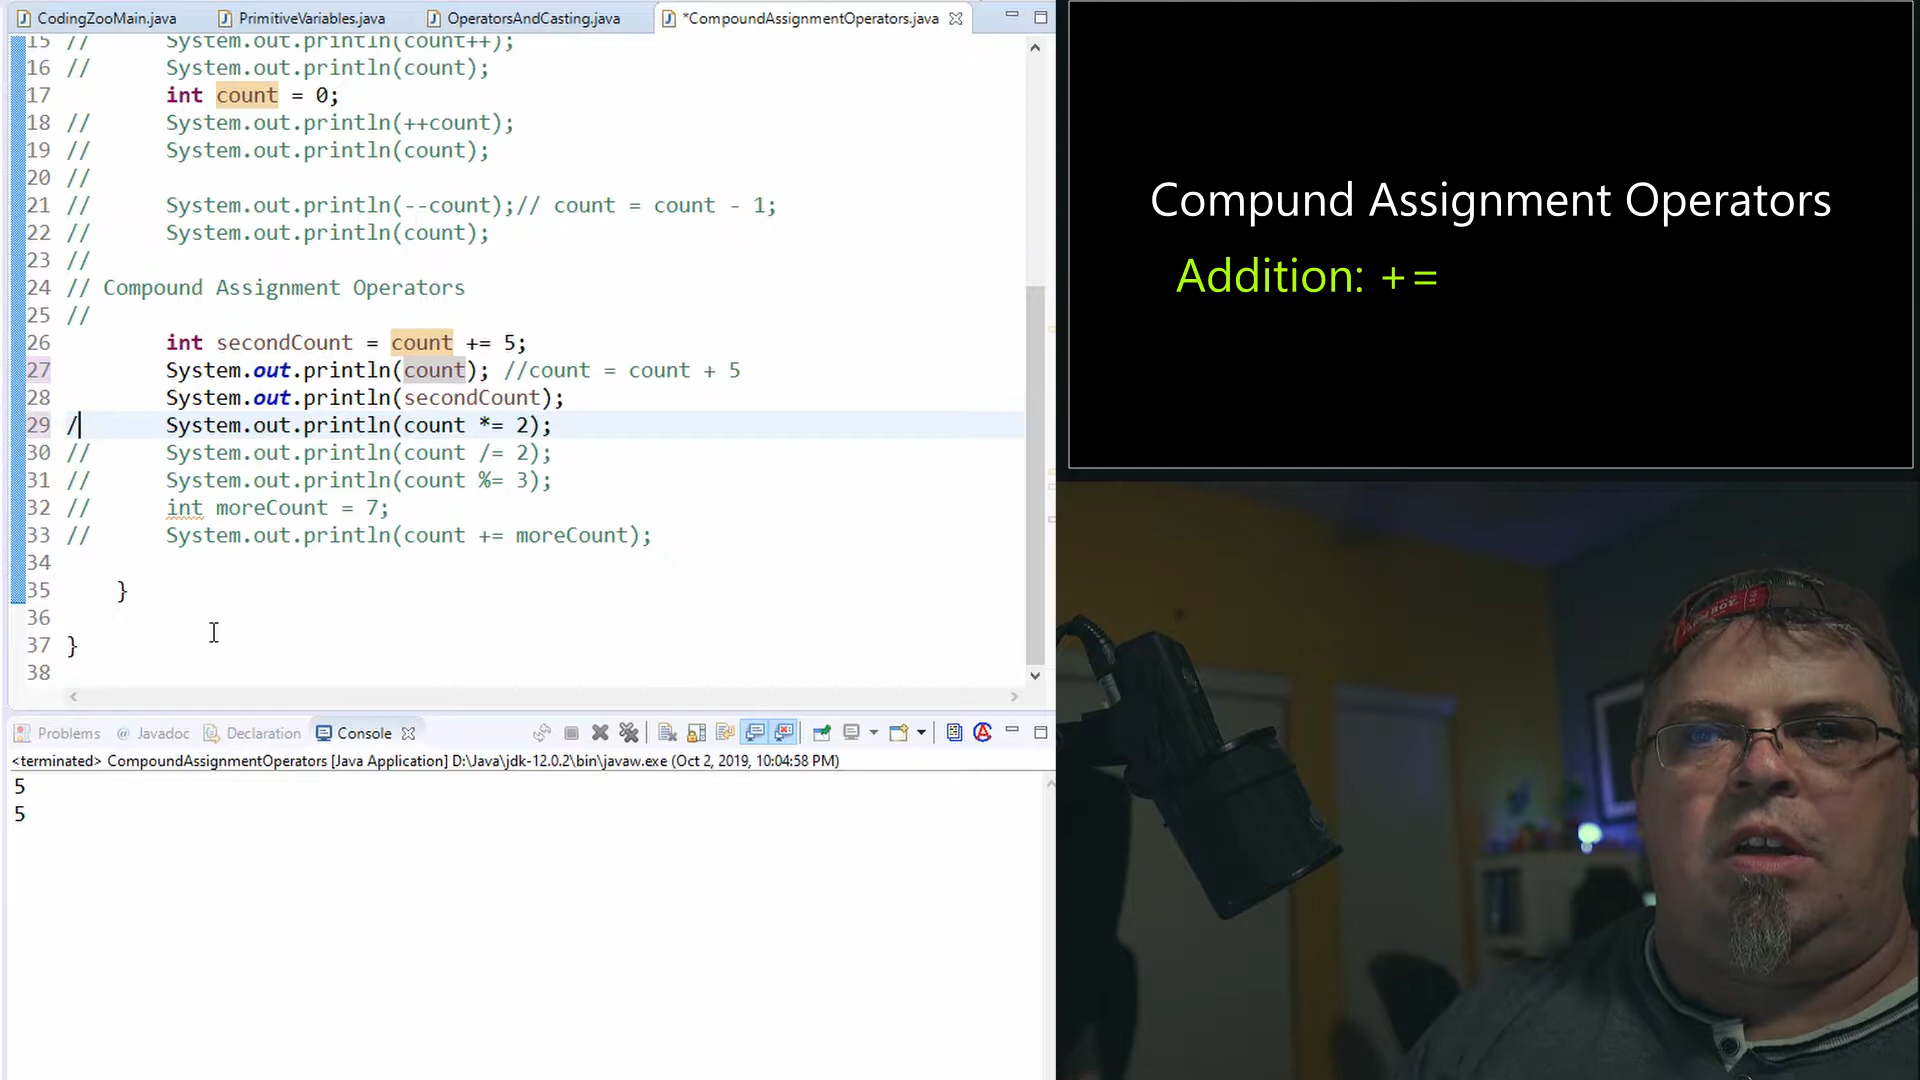 CodingZooMain.java PrimitiveVariables.java OperatorsAndCasting.java *CompoundAssignmentOperators.java
15 // System.out.println(count++);
16 // System.out.println(count);
17 int count = 0;
18 // System.out.println(++count);
19 // System.out.println(count);
20 //
21 // System.out.println(--count);// count = count - 1;
22 // System.out.println(count);
23 //
24 // Compound Assignment Operators
25 //
26 int secondCount = count += 5;
27 System.out.println(count); //count = count + 5
28 System.out.println(secondCount);
29 / System.out.println(count *= 2);
30 // System.out.println(count /= 2);
31 // System.out.println(count %= 3);
32 // int moreCount = 7;
33 // System.out.println(count += moreCount);
34
35 }
36
37 }
38
Problems @ Javadoc Declaration Console
<terminated> CompoundAssignmentOperators [Java Application] D:\Java\jdk-12.0.2\bin\javaw.exe (Oct 2, 2019, 10:04:58 PM)
5
5
Compund Assignment Operators
Addition: +=